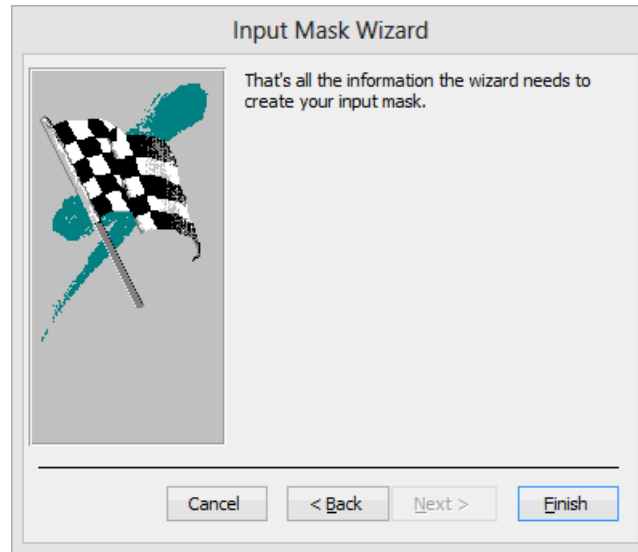 Input Mask Wizard
That's all the information the wizard needs to
create your input mask.
Cancel
< Back
Next >
Finish